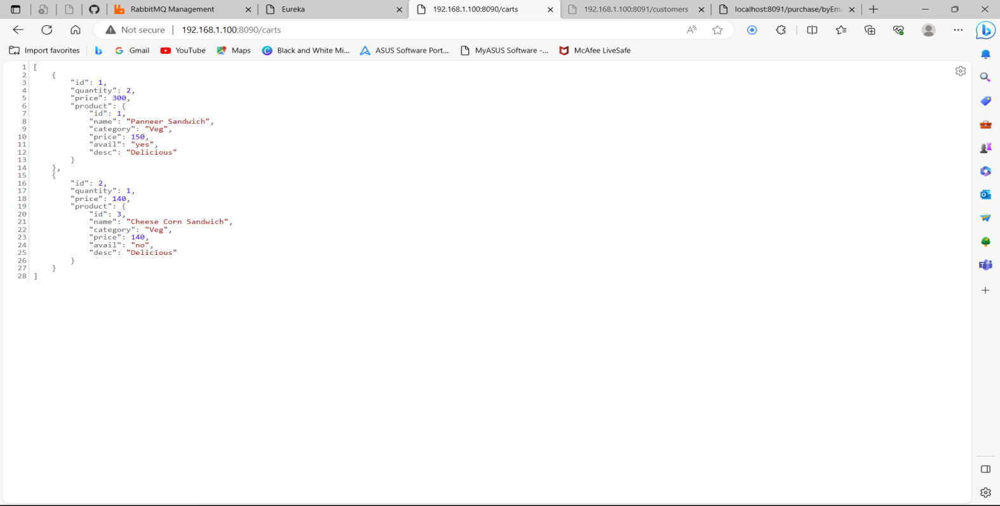 RabbitMQ Management
Eureka
192.168.1.100:8090/carts
192.168.1.100:8091/customers
localhost:8091/purchase/byEma
Not secure | 192.168.1.100:8090/carts
Import favorites
Gmail
YouTube
Maps
Black and White Mi...
ASUS Software Port...
MyASUS Software -...
McAfee LiveSafe
1 [
2 {
3 "id": 1,
4 "quantity": 2,
5 "price": 300,
6 "product": {
7 "id": 1,
8 "name": "Panneer Sandwich",
9 "category": "Veg",
10 "price": 150,
11 "avail": "yes",
12 "desc": "Delicious"
13 }
14 },
15 {
16 "id": 2,
17 "quantity": 1,
18 "price": 140,
19 "product": {
20 "id": 3,
21 "name": "Cheese Corn Sandwich",
22 "category": "Veg",
23 "price": 140,
24 "avail": "no",
25 "desc": "Delicious"
26 }
27 }
28 ]